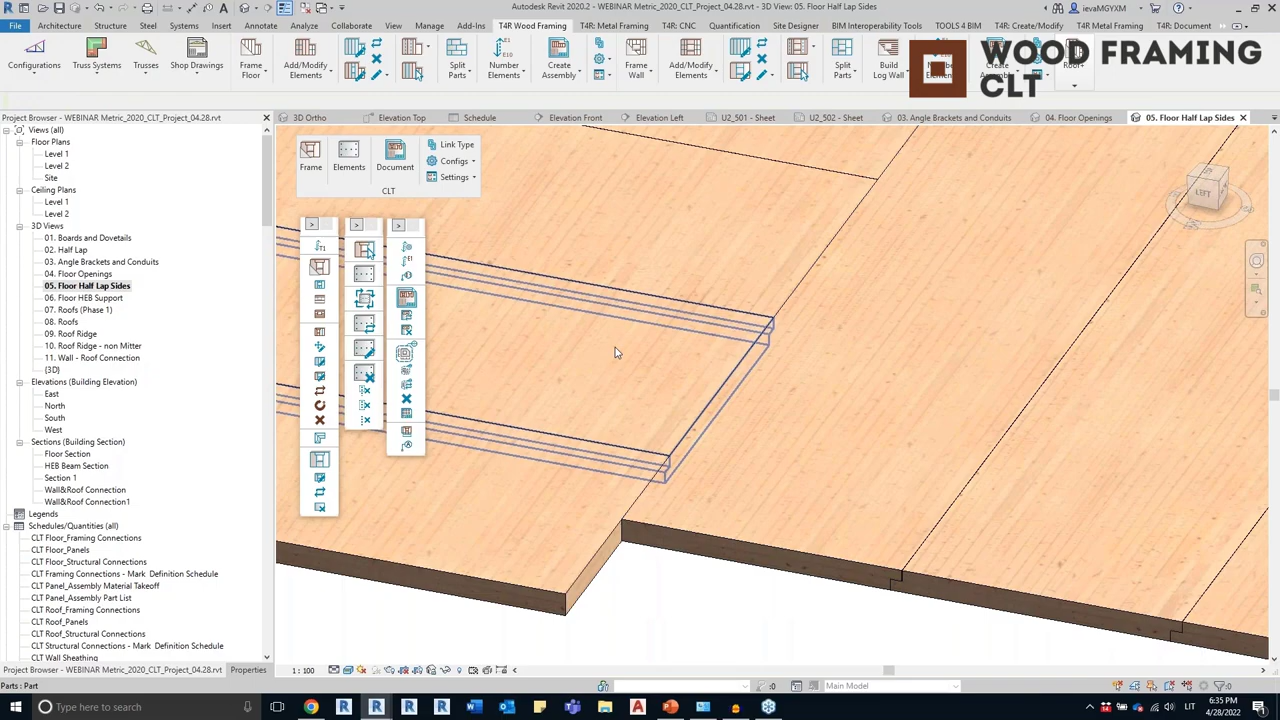 Autodesk Revit 2020.2 - WEBINAR Metric_2020_CLT_Project_04.28.rvt - 3D View: 05. Floor Half Lap Sides
ievaMGYXM
File Architecture Structure Steel Systems Insert Annotate Analyze Massing & Site Collaborate View Manage Add-Ins T4R Wood Framing T4R: Metal Framing T4R: CNC Quantification Site Designer BIM Interoperability Tools TOOLS 4 BIM T4R: Create/Modify T4R Metal Framing T4R: Document
Configurations Truss Systems Trusses Shop Drawings Frame Floor Add/Modify Elements Split Parts Number Elements Create Assembly Frame Wall Add/Modify Elements Split Parts Build Log Wall
WOOD FRAMING
CLT
Project Browser - WEBINAR Metric_2020_CLT_Project_04.28.rvt
3D Ortho Elevation Top Schedule Elevation Front Elevation Left U2_501 - Sheet U2_502 - Sheet 03. Angle Brackets and Conduits 04. Floor Openings 05. Floor Half Lap Sides
Views (all)
Floor Plans
Level 1
Level 2
Site
Ceiling Plans
Level 1
Level 2
3D Views
01. Boards and Dovetails
02. Half Lap
03. Angle Brackets and Conduits
04. Floor Openings
05. Floor Half Lap Sides
06. Floor HEB Support
07. Roofs (Phase 1)
08. Roofs
09. Roof Ridge
10. Roof Ridge - non Mitter
11. Wall - Roof Connection
{3D}
Elevations (Building Elevation)
East
North
South
West
Sections (Building Section)
Floor Section
HEB Beam Section
Section 1
Wall&Roof Connection
Wall&Roof Connection1
Legends
Schedules/Quantities (all)
CLT Floor_Framing Connections
CLT Floor_Panels
CLT Floor_Structural Connections
CLT Framing Connections - Mark Definition Schedule
CLT Panel_Assembly Material Takeoff
CLT Panel_Assembly Part List
CLT Roof_Framing Connections
CLT Roof_Panels
CLT Roof_Structural Connections
CLT Structural Connections - Mark Definition Schedule
CLT Wall Sheathing
Frame Elements Document
Link Type
Configs
Settings
CLT
LEFT
Project Browser - WEBINAR Metric_2020_CLT_Project_04.28.rvt Properties
1 : 100
Parts : Part
:0
Main Model
:0
Type here to search
LIT
6:35 PM
4/28/2022